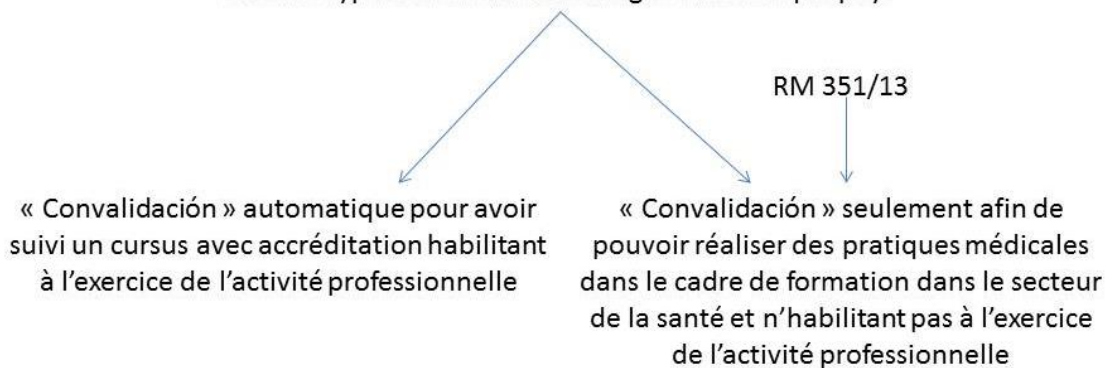 RM 351/13
« Convalidación » automatique pour avoir
suivi un cursus avec accréditation habilitant
à l’exercice de l’activité professionnelle
« Convalidación » seulement afin de
pouvoir réaliser des pratiques médicales
dans le cadre de formation dans le secteur
de la santé et n’habilitant pas à l’exercice
de l’activité professionnelle